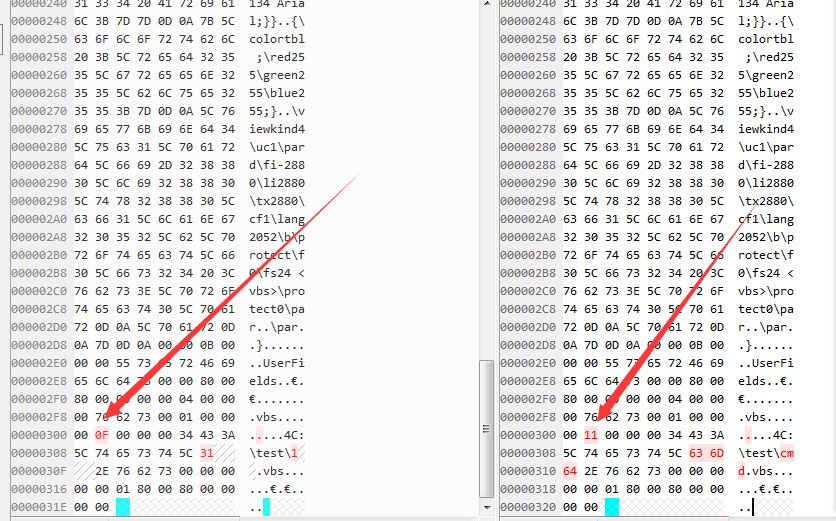 00000240 31 33 34 20 41 72 69 61 134 Aria
00000248 6C 3B 7D 7D 0D 0A 7B 5C l;}}..{\
00000250 63 6F 6C 6F 72 74 62 6C colortbl
00000258 20 3B 5C 72 65 64 32 35 ;\red25
00000260 35 5C 67 72 65 65 6E 32 5\green2
00000268 35 35 5C 62 6C 75 65 32 55\blue2
00000270 35 35 3B 7D 0D 0A 5C 76 55;}..\v
00000278 69 65 77 6B 69 6E 64 34 iewkind4
00000280 5C 75 63 31 5C 70 61 72 \uc1\par
00000288 64 5C 66 69 2D 32 38 38 d\fi-288
00000290 30 5C 6C 69 32 38 38 30 0\li2880
00000298 5C 74 78 32 38 38 30 5C \tx2880\
000002A0 63 66 31 5C 6C 61 6E 67 cf1\lang
000002A8 32 30 35 32 5C 62 5C 70 2052\b\p
000002B0 72 6F 74 65 63 74 5C 66 rotect\f
000002B8 30 5C 66 73 32 34 20 3C 0\fs24 <
000002C0 76 62 73 3E 5C 70 72 6F vbs>\pro
000002C8 74 65 63 74 30 5C 70 61 tect0\pa
000002D0 72 0D 0A 5C 70 61 72 0D r..\par.
000002D8 0A 7D 0D 0A 00 00 0B 00 .}......
000002E0 00 00 55 73 65 72 46 69 ..UserFi
000002E8 65 6C 64 73 00 00 80 00 elds..€.
000002F0 80 00 00 00 00 04 00 00 €.......
000002F8 00 76 62 73 00 01 00 00 .vbs....
00000300 00 0F 00 00 00 34 43 3A .....4C:
00000308 5C 74 65 73 74 5C 31 \test\1
0000030F 2E 76 62 73 00 00 00 .vbs...
00000316 00 00 01 80 00 80 00 00 ...€.€..
0000031E 00 00 ..
00000240 31 33 34 20 41 72 69 61 134 Aria
00000248 6C 3B 7D 7D 0D 0A 7B 5C l;}}..{\
00000250 63 6F 6C 6F 72 74 62 6C colortbl
00000258 20 3B 5C 72 65 64 32 35 ;\red25
00000260 35 5C 67 72 65 65 6E 32 5\green2
00000268 35 35 5C 62 6C 75 65 32 55\blue2
00000270 35 35 3B 7D 0D 0A 5C 76 55;}..\v
00000278 69 65 77 6B 69 6E 64 34 iewkind4
00000280 5C 75 63 31 5C 70 61 72 \uc1\par
00000288 64 5C 66 69 2D 32 38 38 d\fi-288
00000290 30 5C 6C 69 32 38 38 30 0\li2880
00000298 5C 74 78 32 38 38 30 5C \tx2880\
000002A0 63 66 31 5C 6C 61 6E 67 cf1\lang
000002A8 32 30 35 32 5C 62 5C 70 2052\b\p
000002B0 72 6F 74 65 63 74 5C 66 rotect\f
000002B8 30 5C 66 73 32 34 20 3C 0\fs24 <
000002C0 76 62 73 3E 5C 70 72 6F vbs>\pro
000002C8 74 65 63 74 30 5C 70 61 tect0\pa
000002D0 72 0D 0A 5C 70 61 72 0D r..\par.
000002D8 0A 7D 0D 0A 00 00 0B 00 .}......
000002E0 00 00 55 73 65 72 46 69 ..UserFi
000002E8 65 6C 64 73 00 00 80 00 elds..€.
000002F0 80 00 00 00 00 04 00 00 €.......
000002F8 00 76 62 73 00 01 00 00 .vbs....
00000300 00 11 00 00 00 34 43 3A .....4C:
00000308 5C 74 65 73 74 5C 63 6D \test\cm
00000310 64 2E 76 62 73 00 00 00 d.vbs...
00000318 00 00 01 80 00 80 00 00 ...€.€..
00000320 00 00 ..